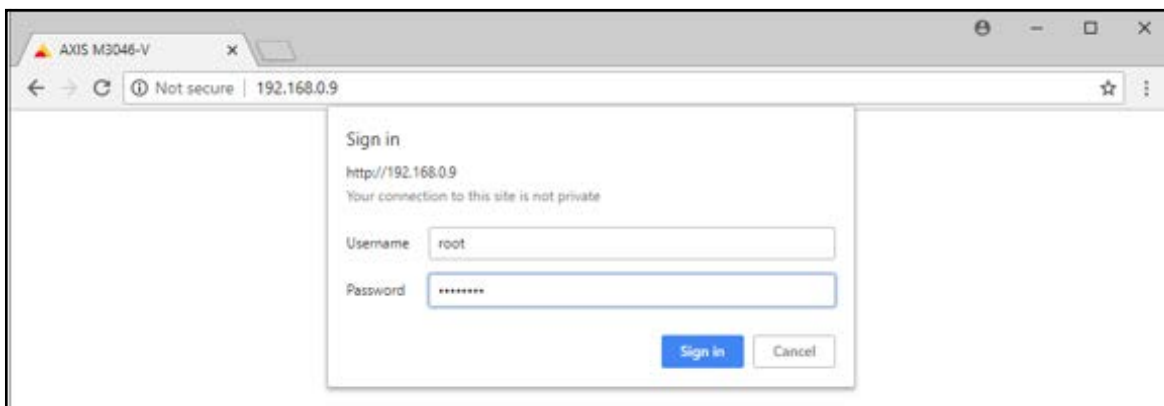 AXIS M3046-V
Not secure | 192.168.0.9
Sign in
http://192.168.0.9
Your connection to this site is not private
Username root
Password ••••••••
Sign in Cancel